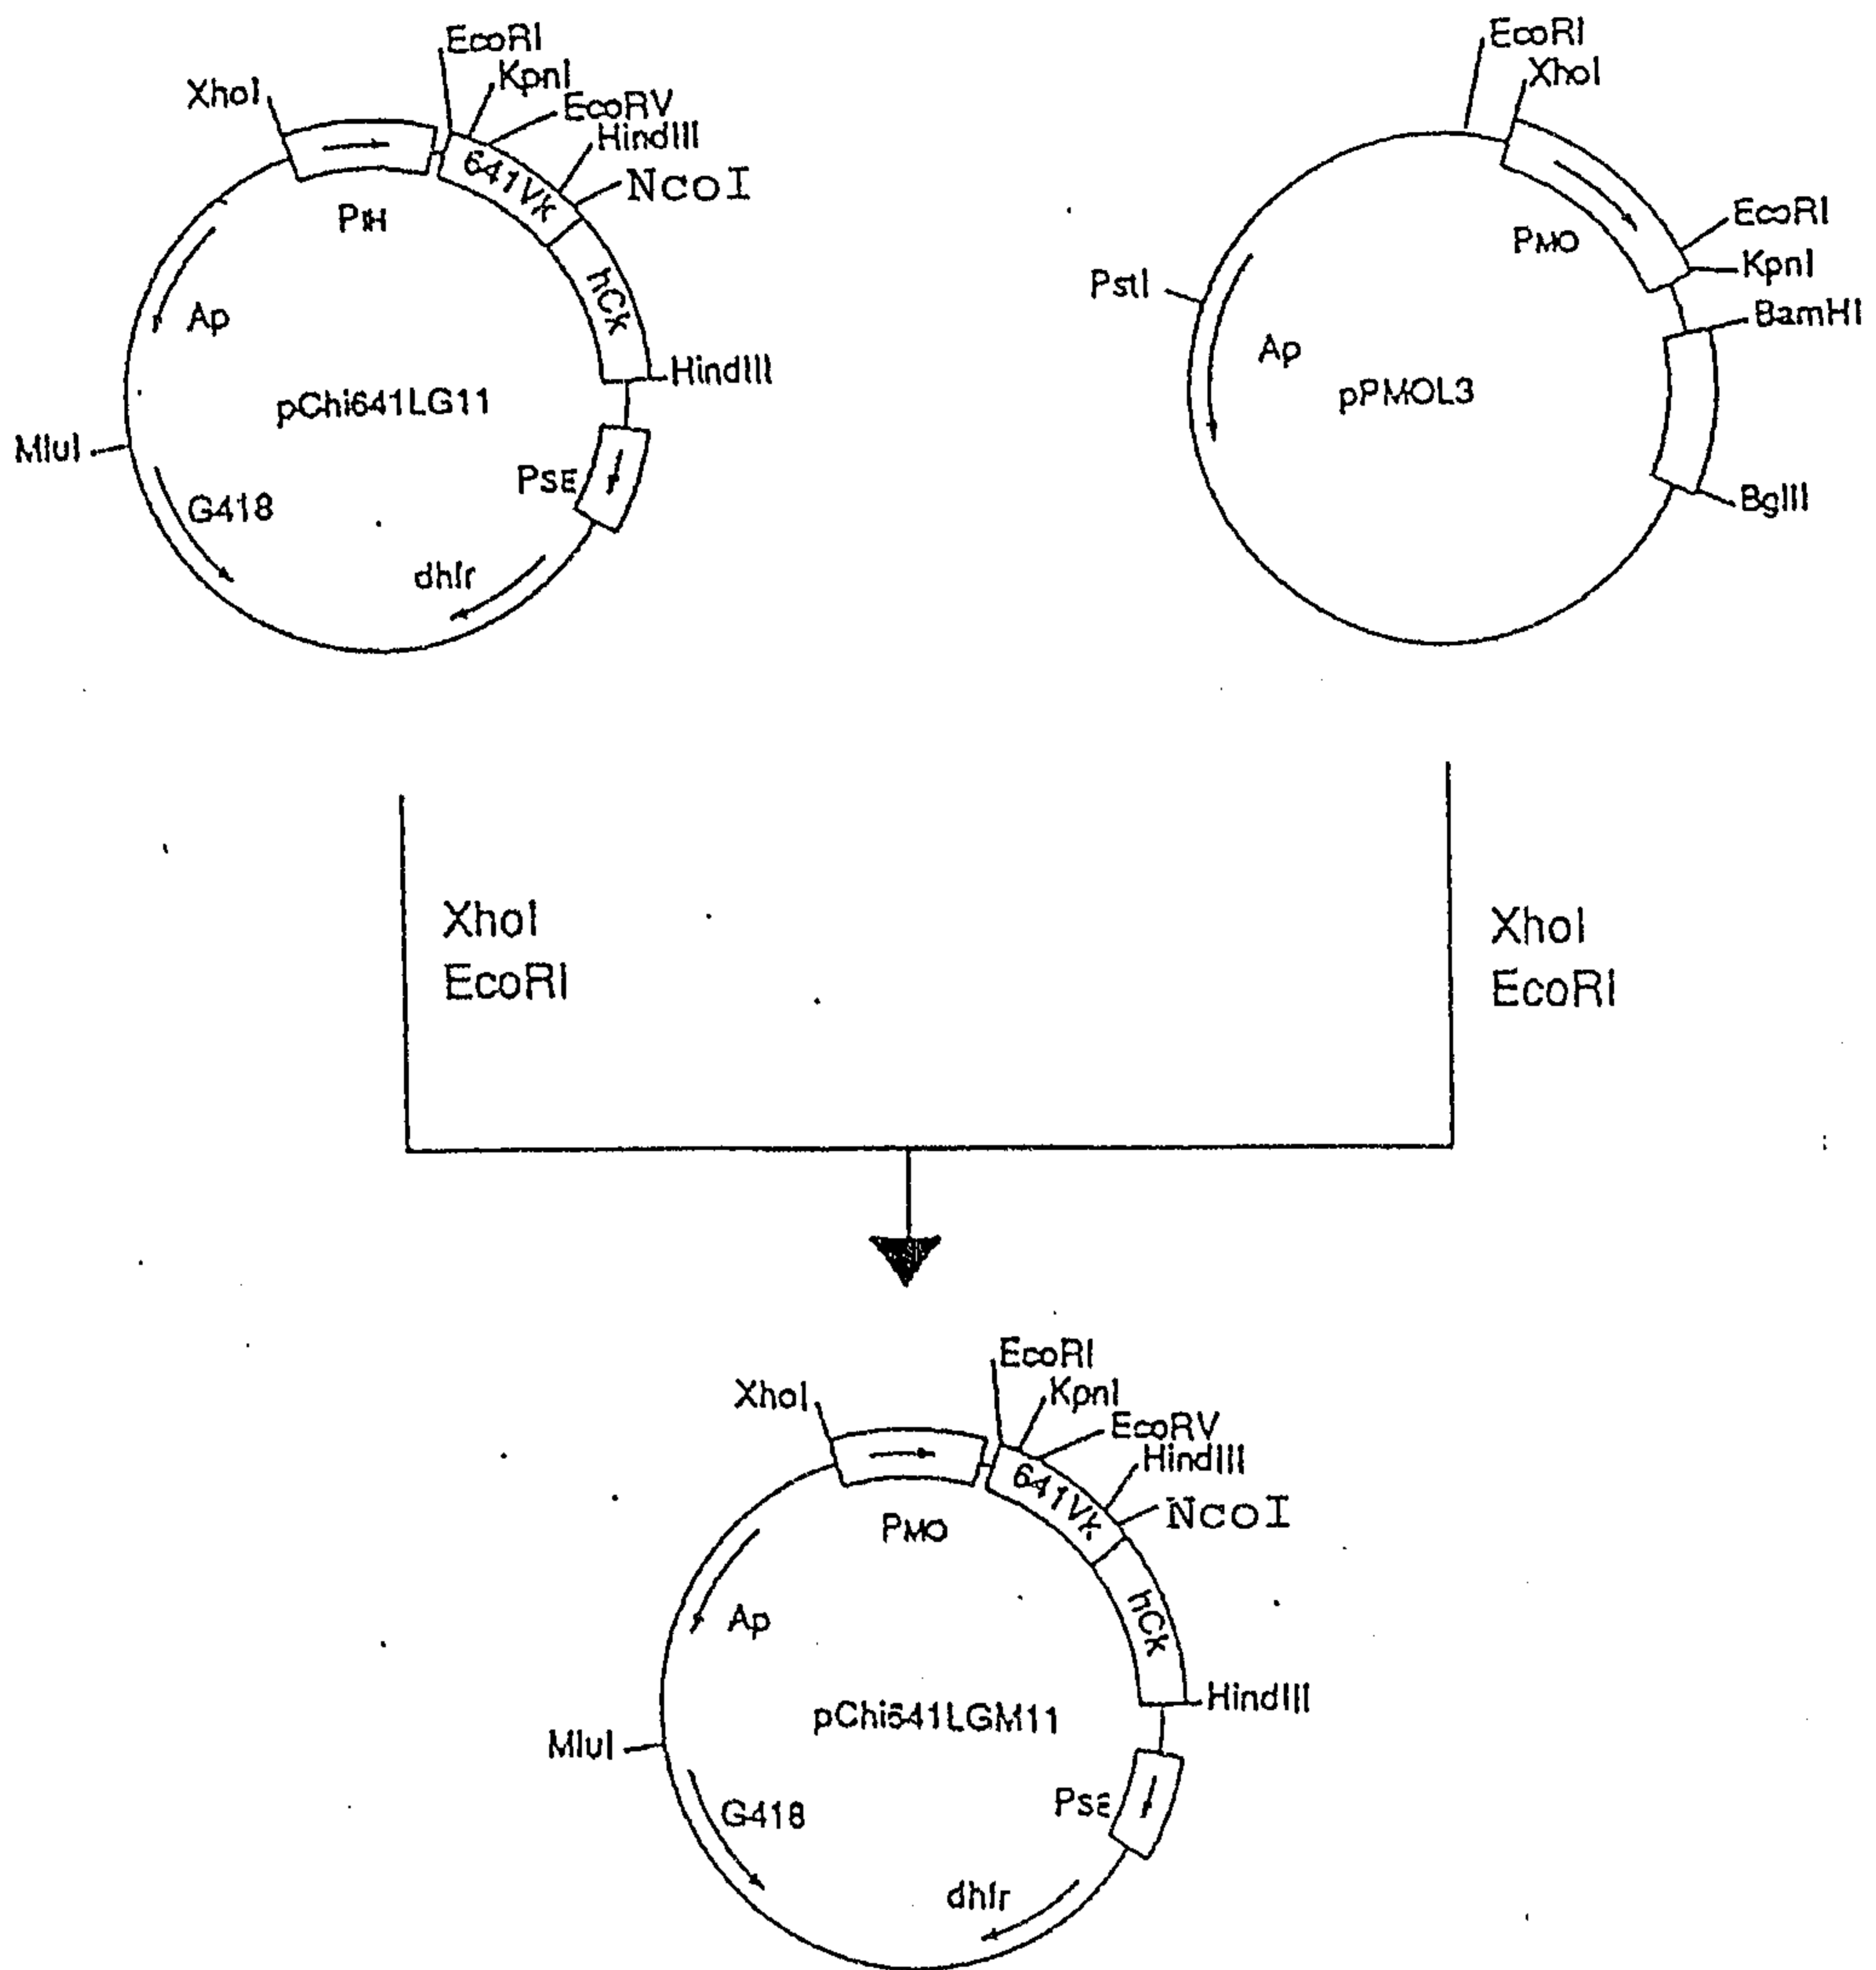 EcoRI
KpnI
XhoI
EcoRV
HindIII
NcoI
641Vk
PIH
hCk
Ap
HindIII
pChi641LG11
MluI
PSE
G418
dhfr
EcoRI
XhoI
EcoRI
PMO
KpnI
PstI
BamHI
Ap
pPMOL3
BglII
XhoI
EcoRI
XhoI
EcoRI
EcoRI
KpnI
XhoI
EcoRV
HindIII
NcoI
641Vk
PMO
hCk
Ap
HindIII
pChi641LGM11
MluI
PSE
G418
dhfr